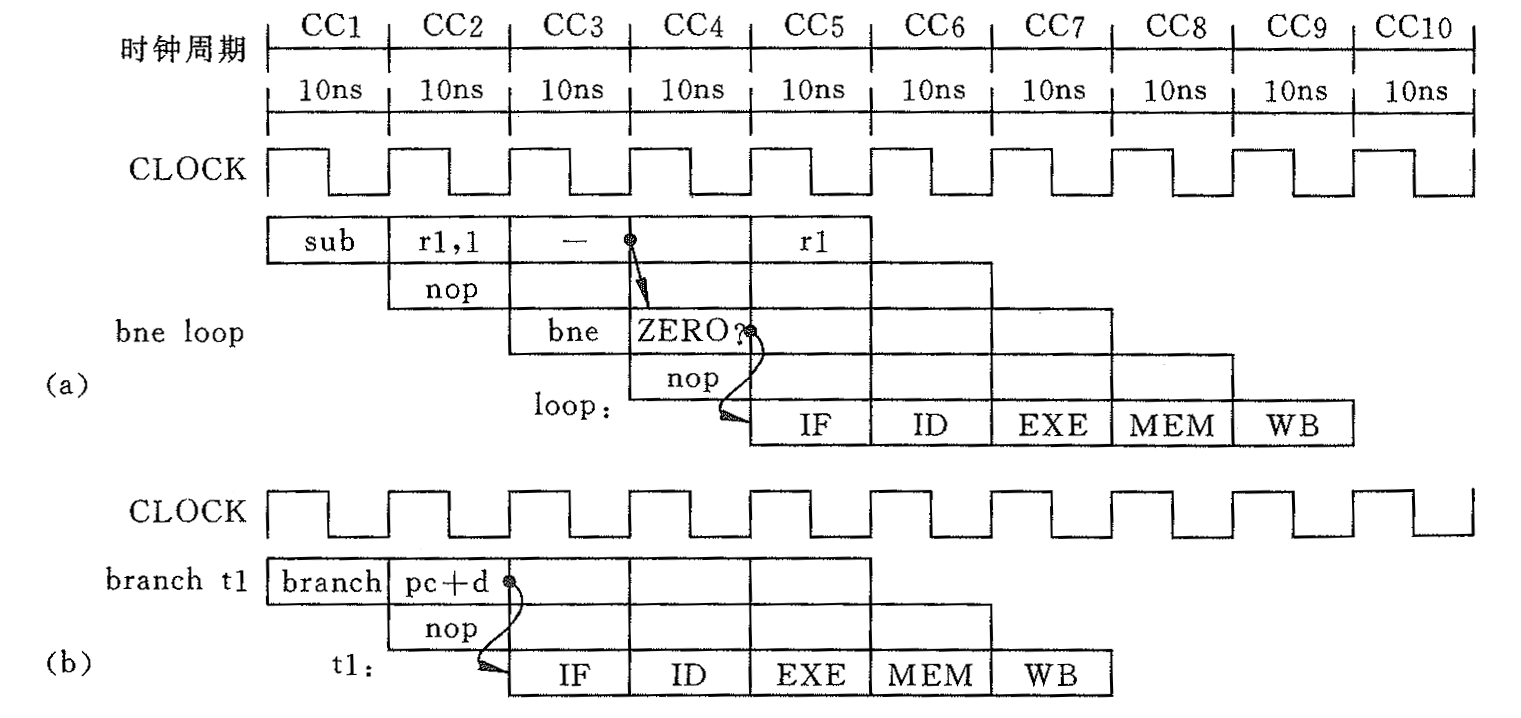 时钟周期 CC1 CC2 CC3 CC4 CC5 CC6 CC7 CC8 CC9 CC10
10ns 10ns 10ns 10ns 10ns 10ns 10ns 10ns 10ns 10ns
CLOCK
sub r1,1 — r1
nop
bne loop bne ZERO?
(a) nop
loop: IF ID EXE MEM WB
CLOCK
branch t1 branch pc+d
nop
(b) t1: IF ID EXE MEM WB